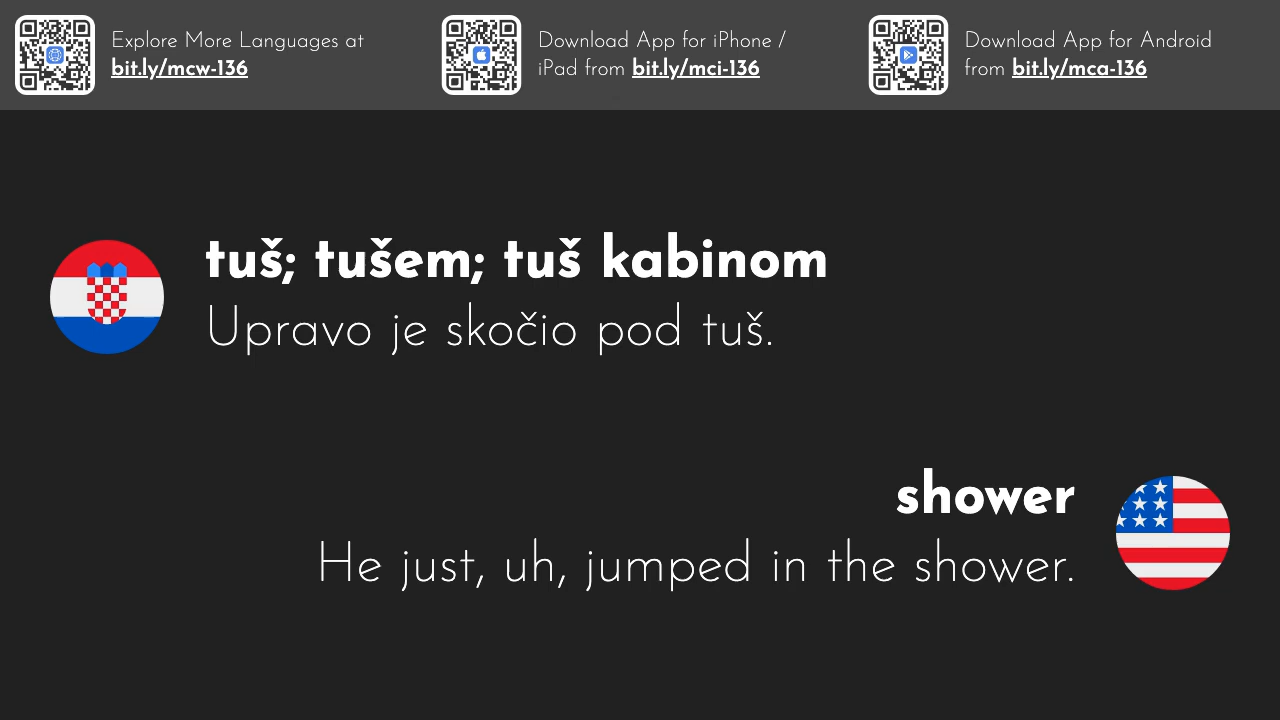 Explore More Languages at
bit.ly/mcw-136
Download App for iPhone /
iPad from bit.ly/mci-136
Download App for Android
from bit.ly/mca-136
tuš; tušem; tuš kabinom
Upravo je skočio pod tuš.
shower
He just, uh, jumped in the shower.